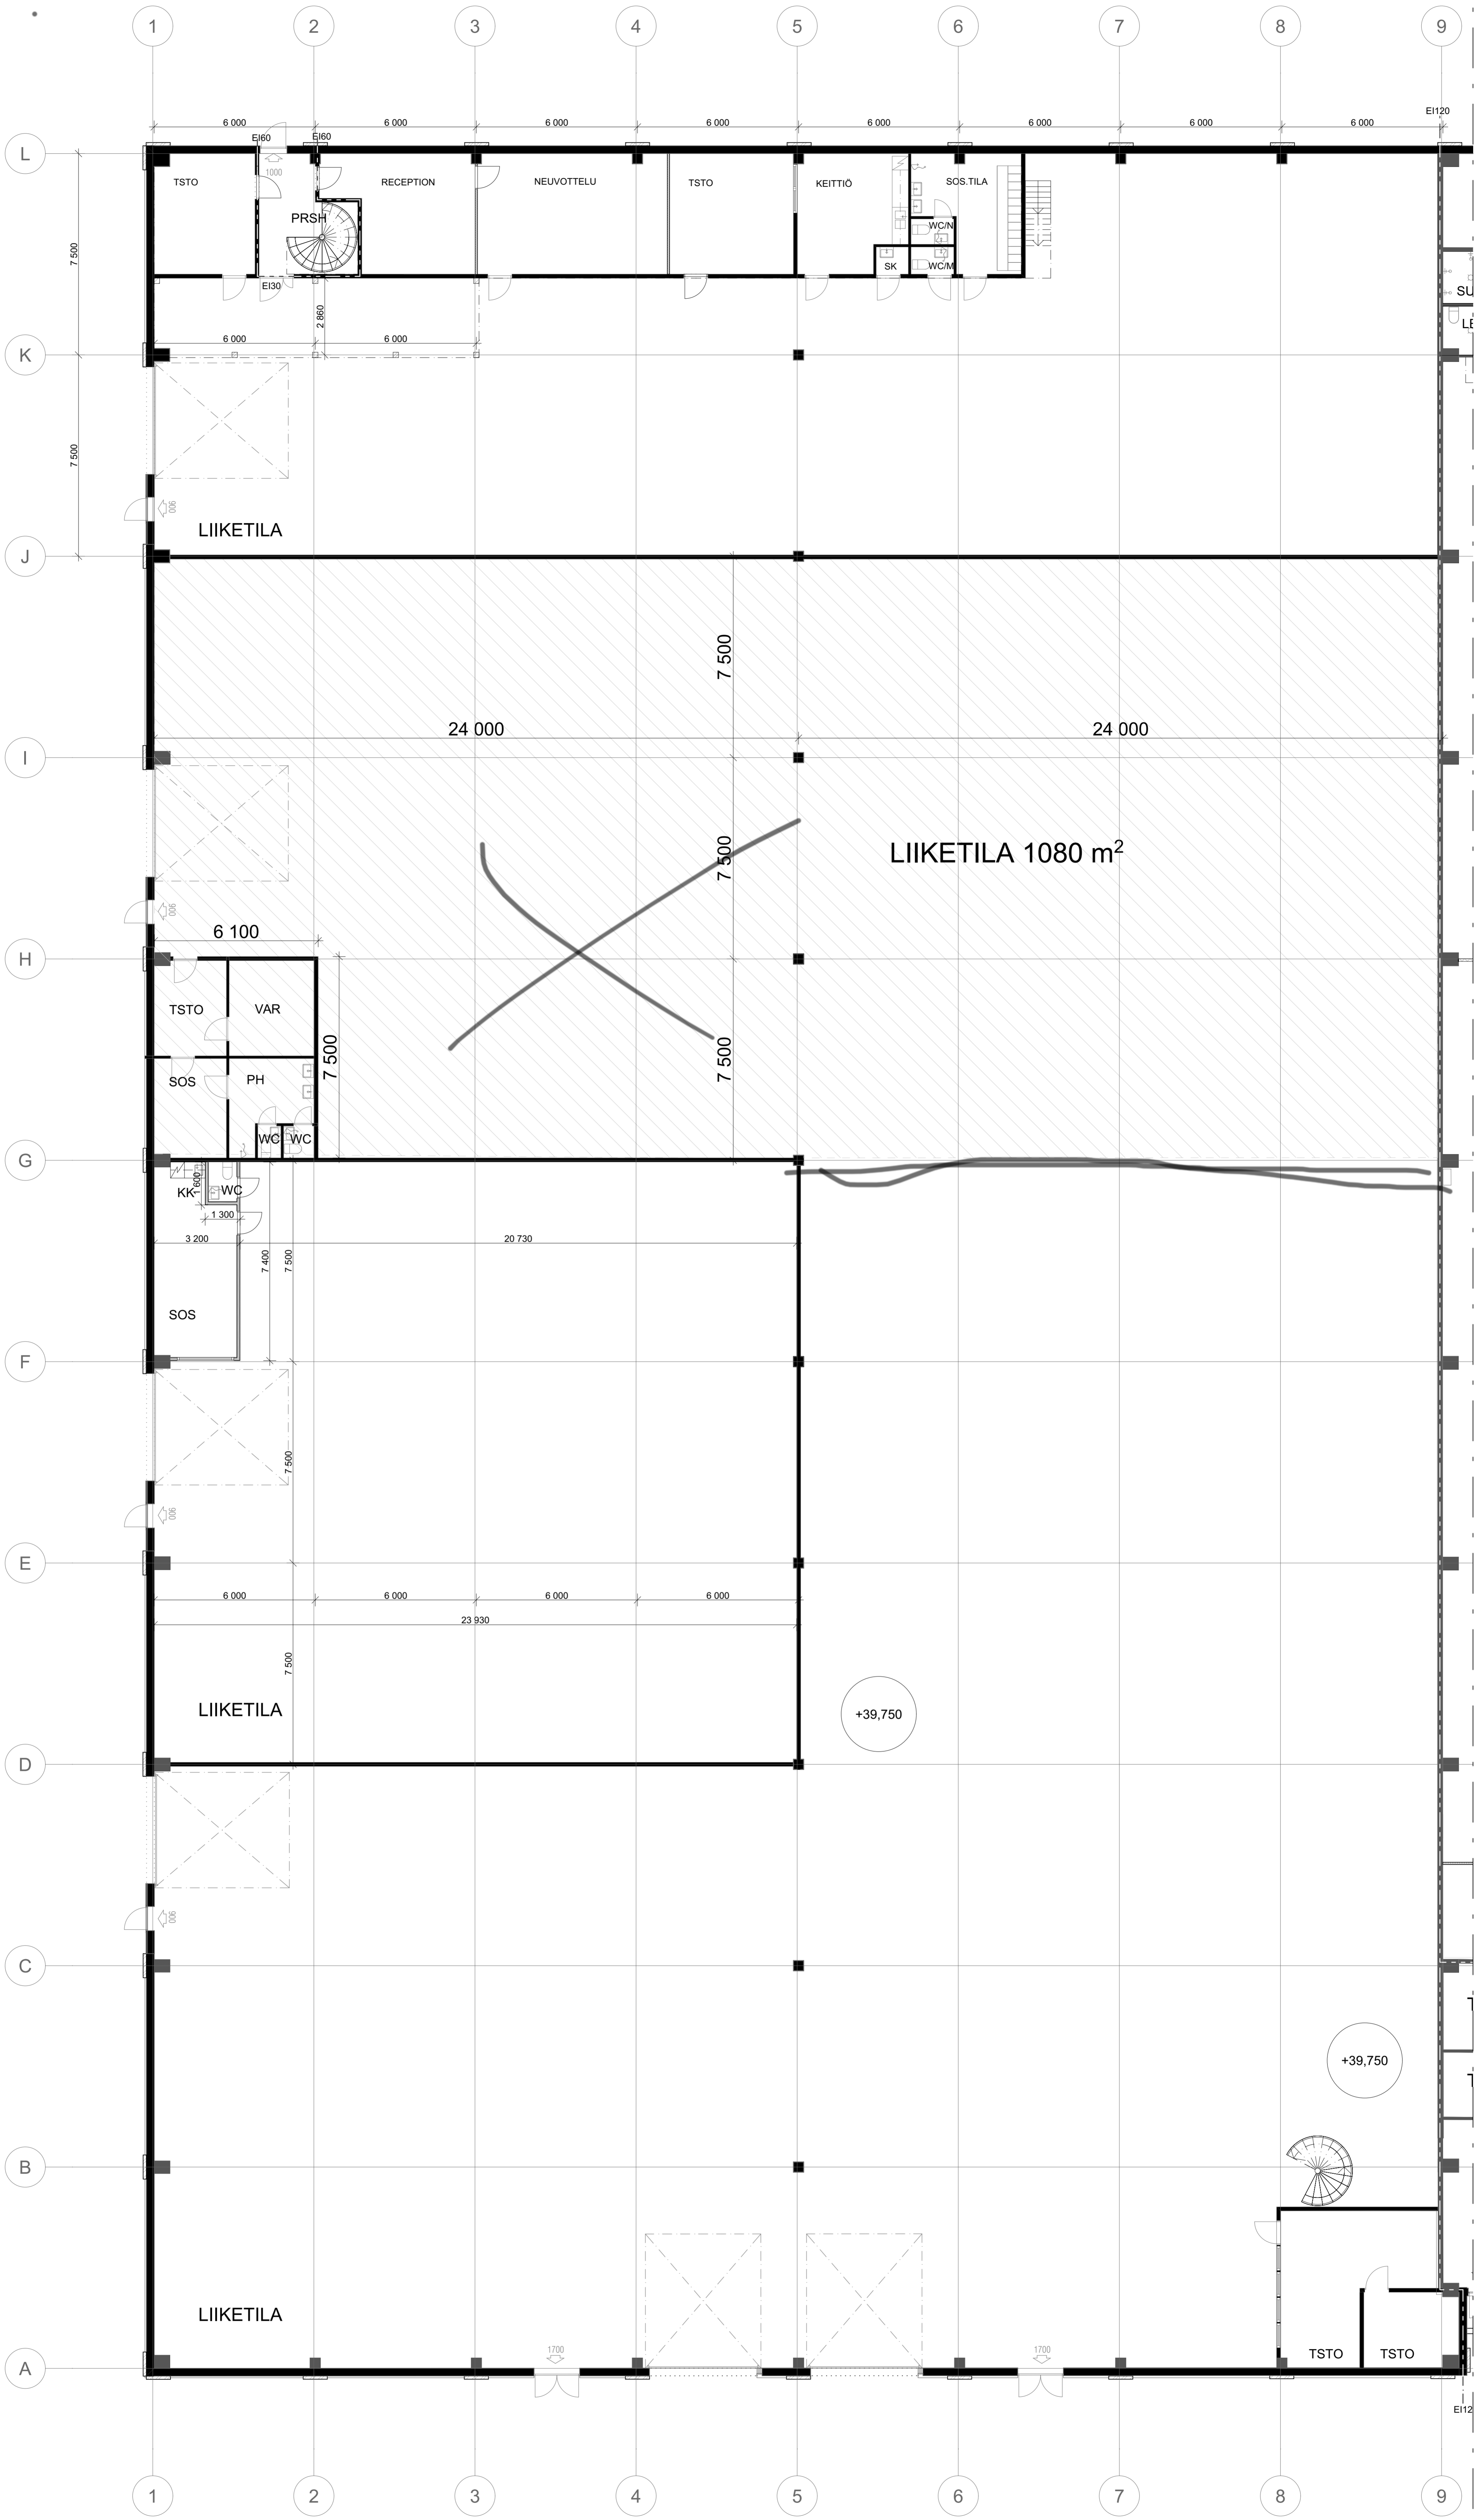 1 2 3 4 5 6 7 8 9
EI120
6 000 6 000 6 000 6 000 6 000 6 000 6 000 6 000
EI60 EI60
L
1000
TSTO RECEPTION NEUVOTTELU TSTO KEITTIÖ SOS.TILA
PRSH
WC/N
7 500
SK WC/M
EI30
SU
2 860
LE
6 000 6 000
K
7 500
900
LIIKETILA
J
7 500
24 000 24 000
I
7 500
LIIKETILA 1080 m²
900
6 100
H
TSTO VAR
7 500 7 500
SOS PH
WC WC
G
KK 1 600 WC
1 300
3 200 20 730
7 400 7 500
SOS
F
7 500
900
E
6 000 6 000 6 000 6 000
23 930
7 500
LIIKETILA
+39,750
D
900
C
T
+39,750
T
B
LIIKETILA
1700 1700
TSTO TSTO
A
EI12
1 2 3 4 5 6 7 8 9